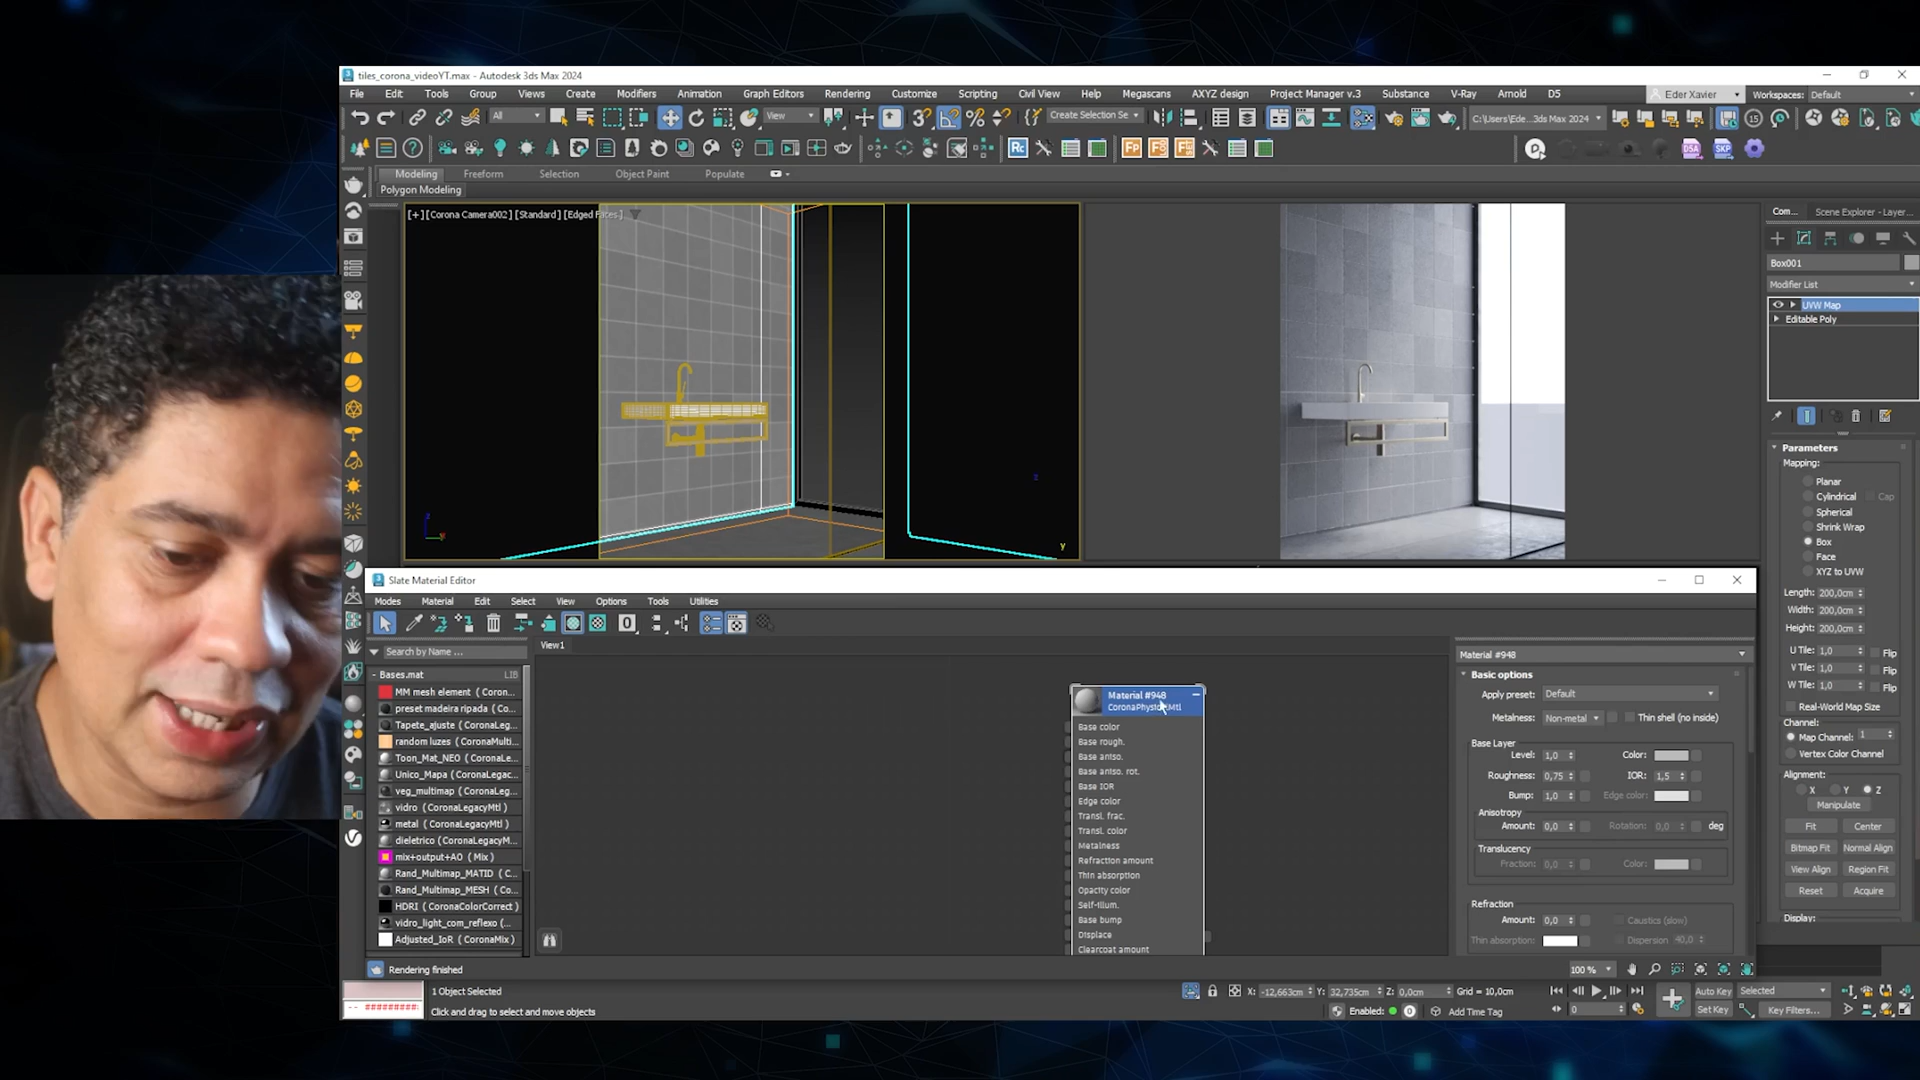 tiles_corona_videoYT.max - Autodesk 3ds Max 2024
File Edit Tools Group Views Create Modifiers Animation Graph Editors Rendering Customize Scripting Civil View Help Megascans AXYZ design Project Manager v.3 Substance V-Ray Arnold D5 Eder Xavier Workspaces: Default
All View Create Selection Se C:\Users\Ede...3ds Max 2024
Modeling Freeform Selection Object Paint Populate
Polygon Modeling
[+][Corona Camera002][Standard][Edged Faces]
Com... Scene Explorer - Layer...
Box001
Modifier List
UVW Map
Editable Poly
Parameters
Mapping:
Planar
Cylindrical Cap
Spherical
Shrink Wrap
Box
Face
XYZ to UVW
Length: 200,0cm
Width: 200,0cm
Height: 200,0cm
U Tile: 1,0 Flip
V Tile: 1,0 Flip
W Tile: 1,0 Flip
Real-World Map Size
Channel:
Map Channel: 1
Vertex Color Channel
Alignment:
X Y Z
Manipulate
Fit Center
Bitmap Fit Normal Align
View Align Region Fit
Reset Acquire
Display:
Slate Material Editor
Modes Material Edit Select View Options Tools Utilities
Search by Name ...
View1
- Bases.mat LIB
MM mesh element ( Coron...
preset madeira ripada ( Co...
Tapete_ajuste ( CoronaLeg...
random luzes ( CoronaMulti...
Toon_Mat_NEO ( CoronaL...
Unico_Mapa ( CoronaLegac...
veg_multimap ( CoronaLeg...
vidro ( CoronaLegacyMtl )
metal ( CoronaLegacyMtl )
dieletrico ( CoronaLegacyM...
mix+output+AO ( Mix )
Rand_Multimap_MATID ( C...
Rand_Multimap_MESH ( Co...
HDRI ( CoronaColorCorrect )
vidro_light_com_reflexo (...
Adjusted_IoR ( CoronaMix )
Material #948
Base color
Base rough.
Base aniso.
Base aniso. rot.
Base IOR
Edge color
Transl. frac.
Transl. color
Metalness
Refraction amount
Thin absorption
Opacity color
Self-illum.
Base bump
Displace
Clearcoat amount
Material #948
Basic options
Apply preset: Default
Metalness: Non-metal Thin shell (no inside)
Base Layer
Level: 1,0 Color:
Roughness: 0,75 IOR: 1,5
Bump: 1,0 Edge color:
Anisotropy
Amount: 0,0 Rotation: 0,0 deg
Translucency
Fraction: 0,0 Color:
Refraction
Amount: 0,0 Caustics (slow)
Thin absorption: Dispersion 40,0
Rendering finished
100 %
1 Object Selected
X: -12,663cm Y: 32,735cm Z: 0,0cm Grid = 10,0cm
Auto Key Selected
Click and drag to select and move objects
Enabled: Add Time Tag
0
Set Key Key Filters...